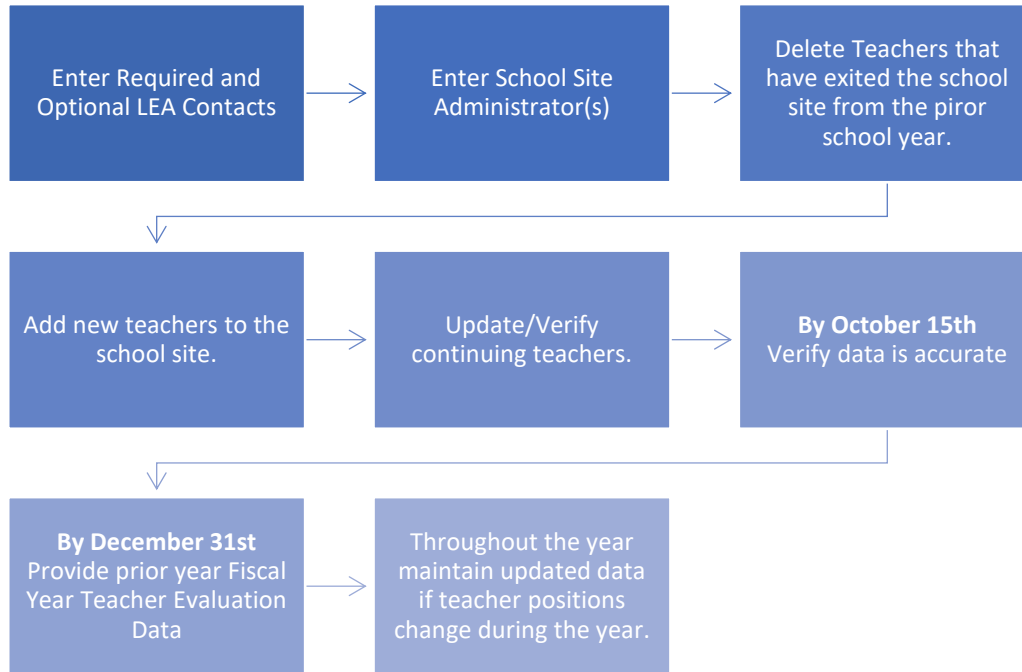 Enter Required and
Optional LEA Contacts
Enter School Site
Administrator(s)
Delete Teachers that
have exited the school
site from the piror
school year.
Add new teachers to the
school site.
Update/Verify
continuing teachers.
By October 15th
Verify data is accurate
By December 31st
Provide prior year Fiscal
Year Teacher Evaluation
Data
Throughout the year
maintain updated data
if teacher positions
change during the year.